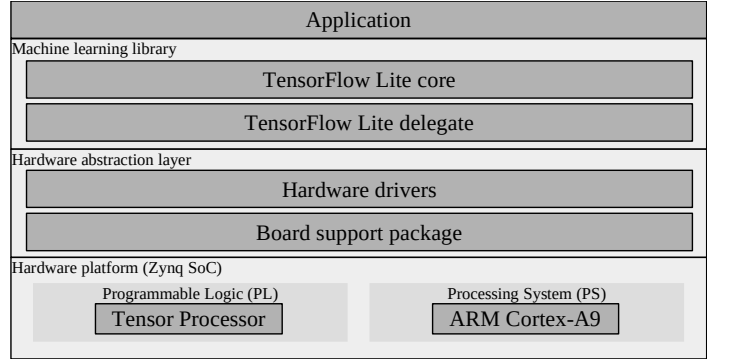 Application
Machine learning library
TensorFlow Lite core
TensorFlow Lite delegate
Hardware abstraction layer
Hardware drivers
Board support package
Hardware platform (Zynq SoC)
Programmable Logic (PL)
Tensor Processor
Processing System (PS)
ARM Cortex-A9